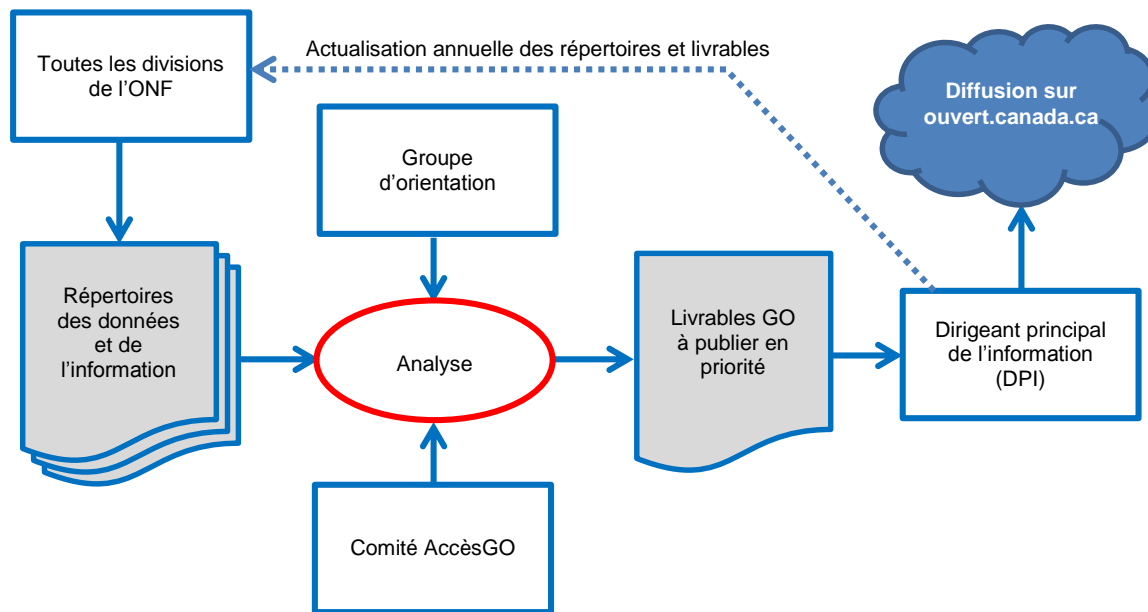 Toutes les divisions
de l’ONF
Actualisation annuelle des répertoires et livrables
Diffusion sur
ouvert.canada.ca
Groupe
d’orientation
Répertoires
des données
et de
l’information
Analyse
Livrables GO
à publier en
priorité
Dirigeant principal
de l’information
(DPI)
Comité AccèsGO